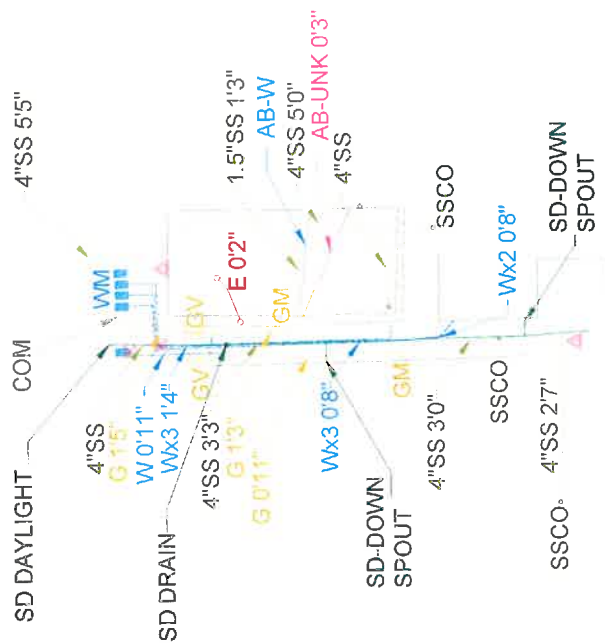 SD DAYLIGHT
COM
4"SS 5'5"
WM
4"SS
G 1'5"
W 0'11"
Wx3 1'4"
GV
GV
E 0'2"
SD DRAIN
4"SS 3'3"
G 1'3"
G 0'11"
GM
1.5"SS 1'3"
AB-W
4"SS 5'0"
AB-UNK 0'3"
4"SS
Wx3 0'8"
SD-DOWN
SPOUT
GM
4"SS 3'0"
SSCO
Wx2 0'8"
SSCO
SD-DOWN
SPOUT
4"SS 2'7"
SSCO